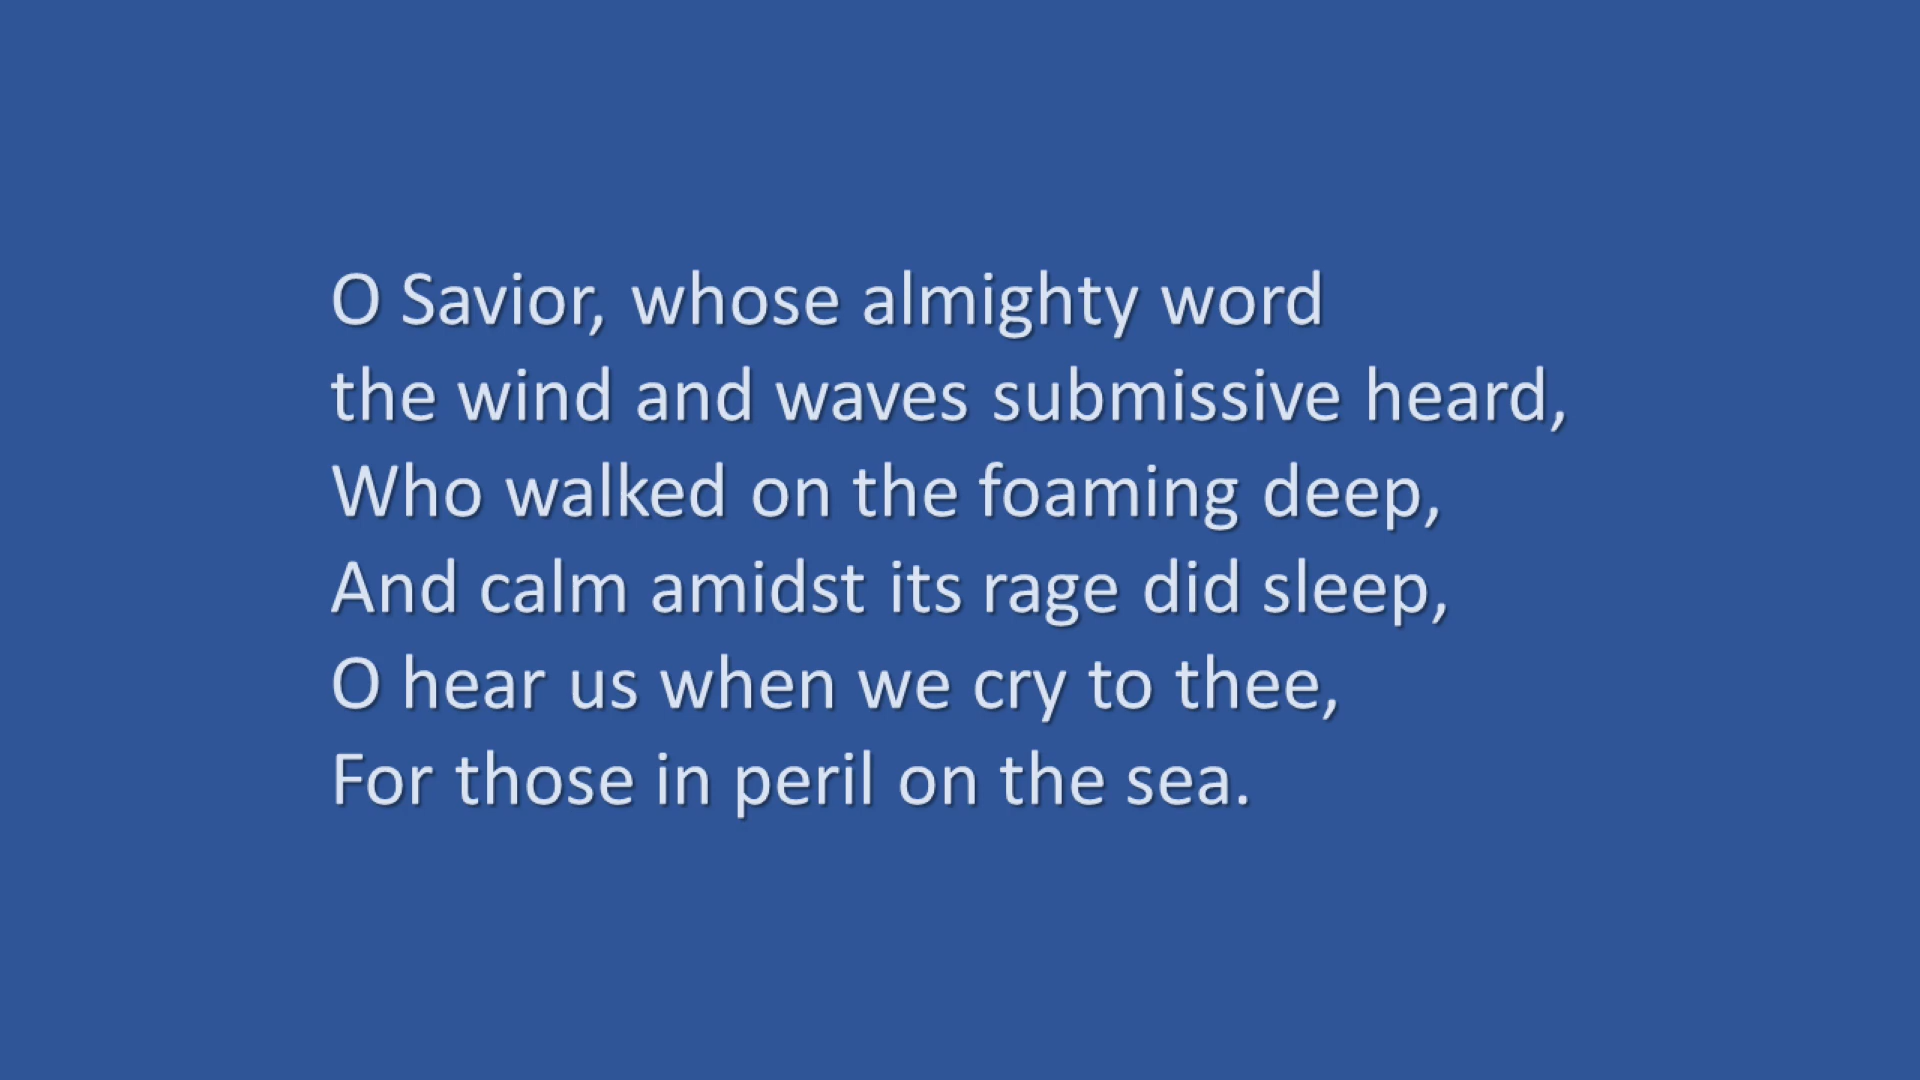 O Savior, whose almighty word
the wind and waves submissive heard,
Who walked on the foaming deep,
And calm amidst its rage did sleep,
O hear us when we cry to thee,
For those in peril on the sea.